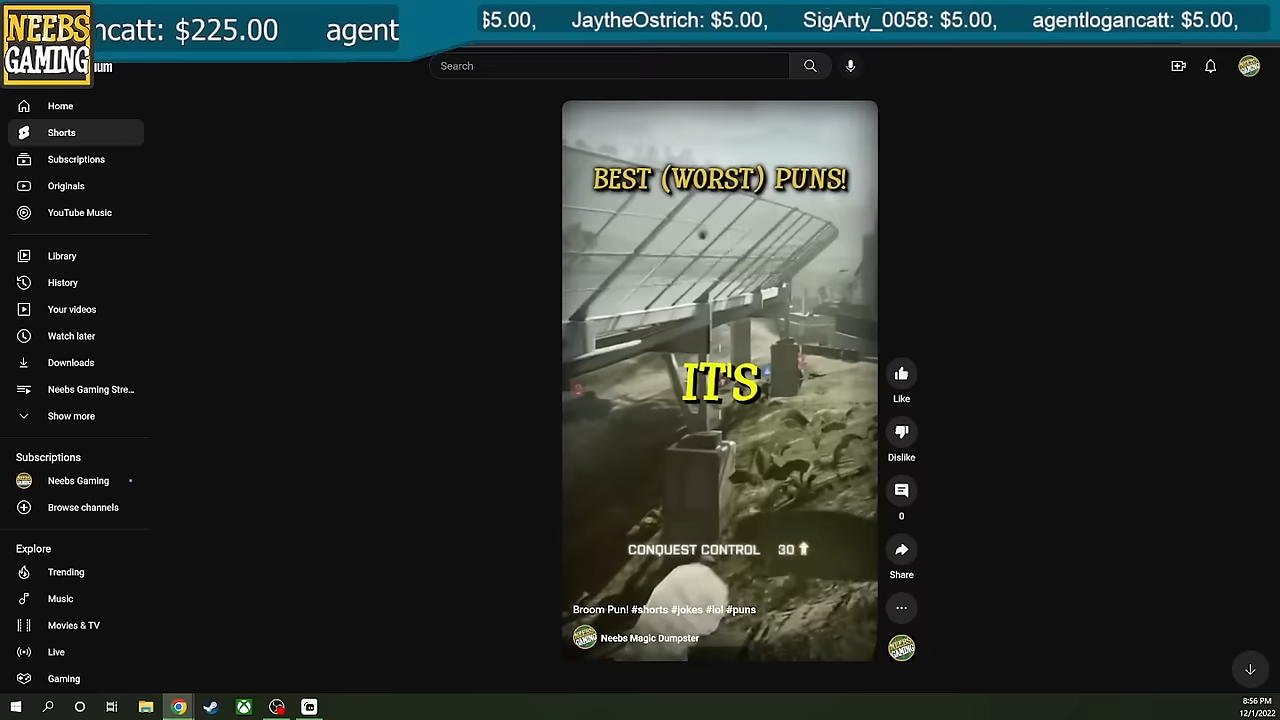 NEEBS
GAMING
ncatt: $225.00 agent
$5.00, JaytheOstrich: $5.00, SigArty_0058: $5.00, agentlogancatt: $5.00,
Search
Home
Shorts
Subscriptions
Originals
YouTube Music
Library
History
Your videos
Watch later
Downloads
Neebs Gaming Stre...
Show more
Subscriptions
Neebs Gaming
Browse channels
Explore
Trending
Music
Movies & TV
Live
Gaming
BEST (WORST) PUNS!
IT'S
CONQUEST CONTROL 30
Broom Pun! #shorts #jokes #lol #puns
Neebs Magic Dumpster
Like
Dislike
0
Share
8:56 PM
12/1/2022